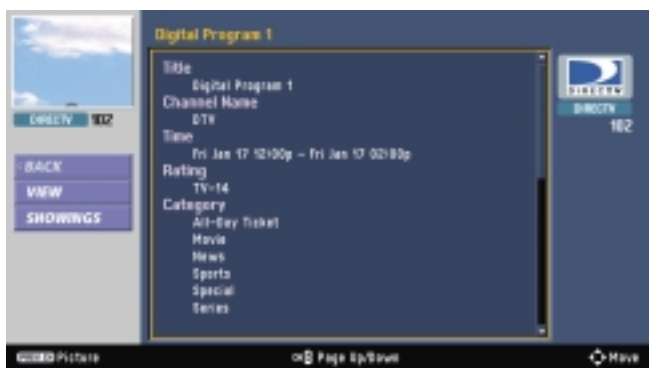 Digital Program 1
Title
Digital Program 1
Channel Name
DTV
Time
Fri Jan 17 12:00p – Fri Jan 17 02:00p
Rating
TV-14
Category
All-Day Ticket
Movie
News
Sports
Special
Series
DIRECTV 102
BACK
VIEW
SHOWINGS
DIRECTV
DIRECTV
102
Picture
CH Page Up/Down
Move